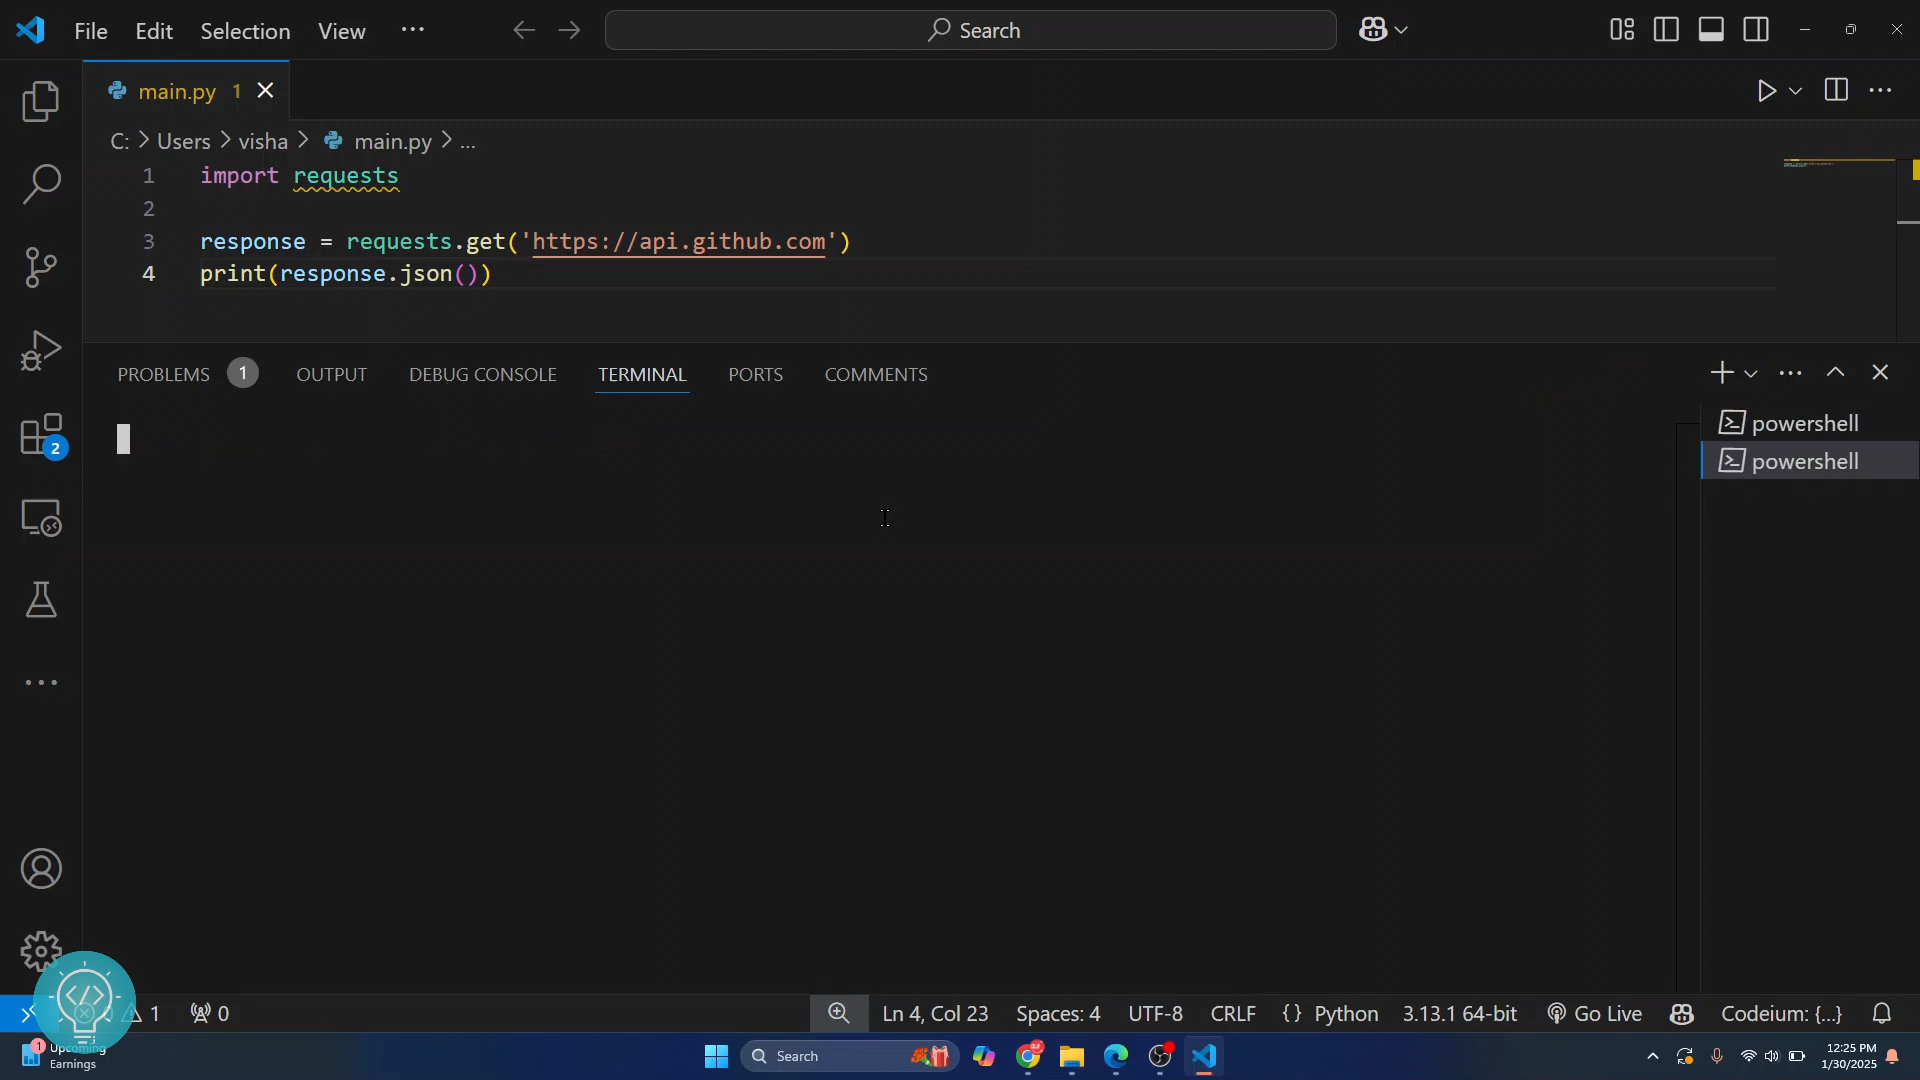 File Edit Selection View ··· Search
main.py 1
C: > Users > visha > main.py > ...
1 import requests
2
3 response = requests.get('https://api.github.com')
4 print(response.json())
PROBLEMS 1 OUTPUT DEBUG CONSOLE TERMINAL PORTS COMMENTS
powershell
powershell
2
1 0 Ln 4, Col 23 Spaces: 4 UTF-8 CRLF {} Python 3.13.1 64-bit Go Live Codeium: {...}
1 Upcoming
Earnings
Search
12:25 PM
1/30/2025